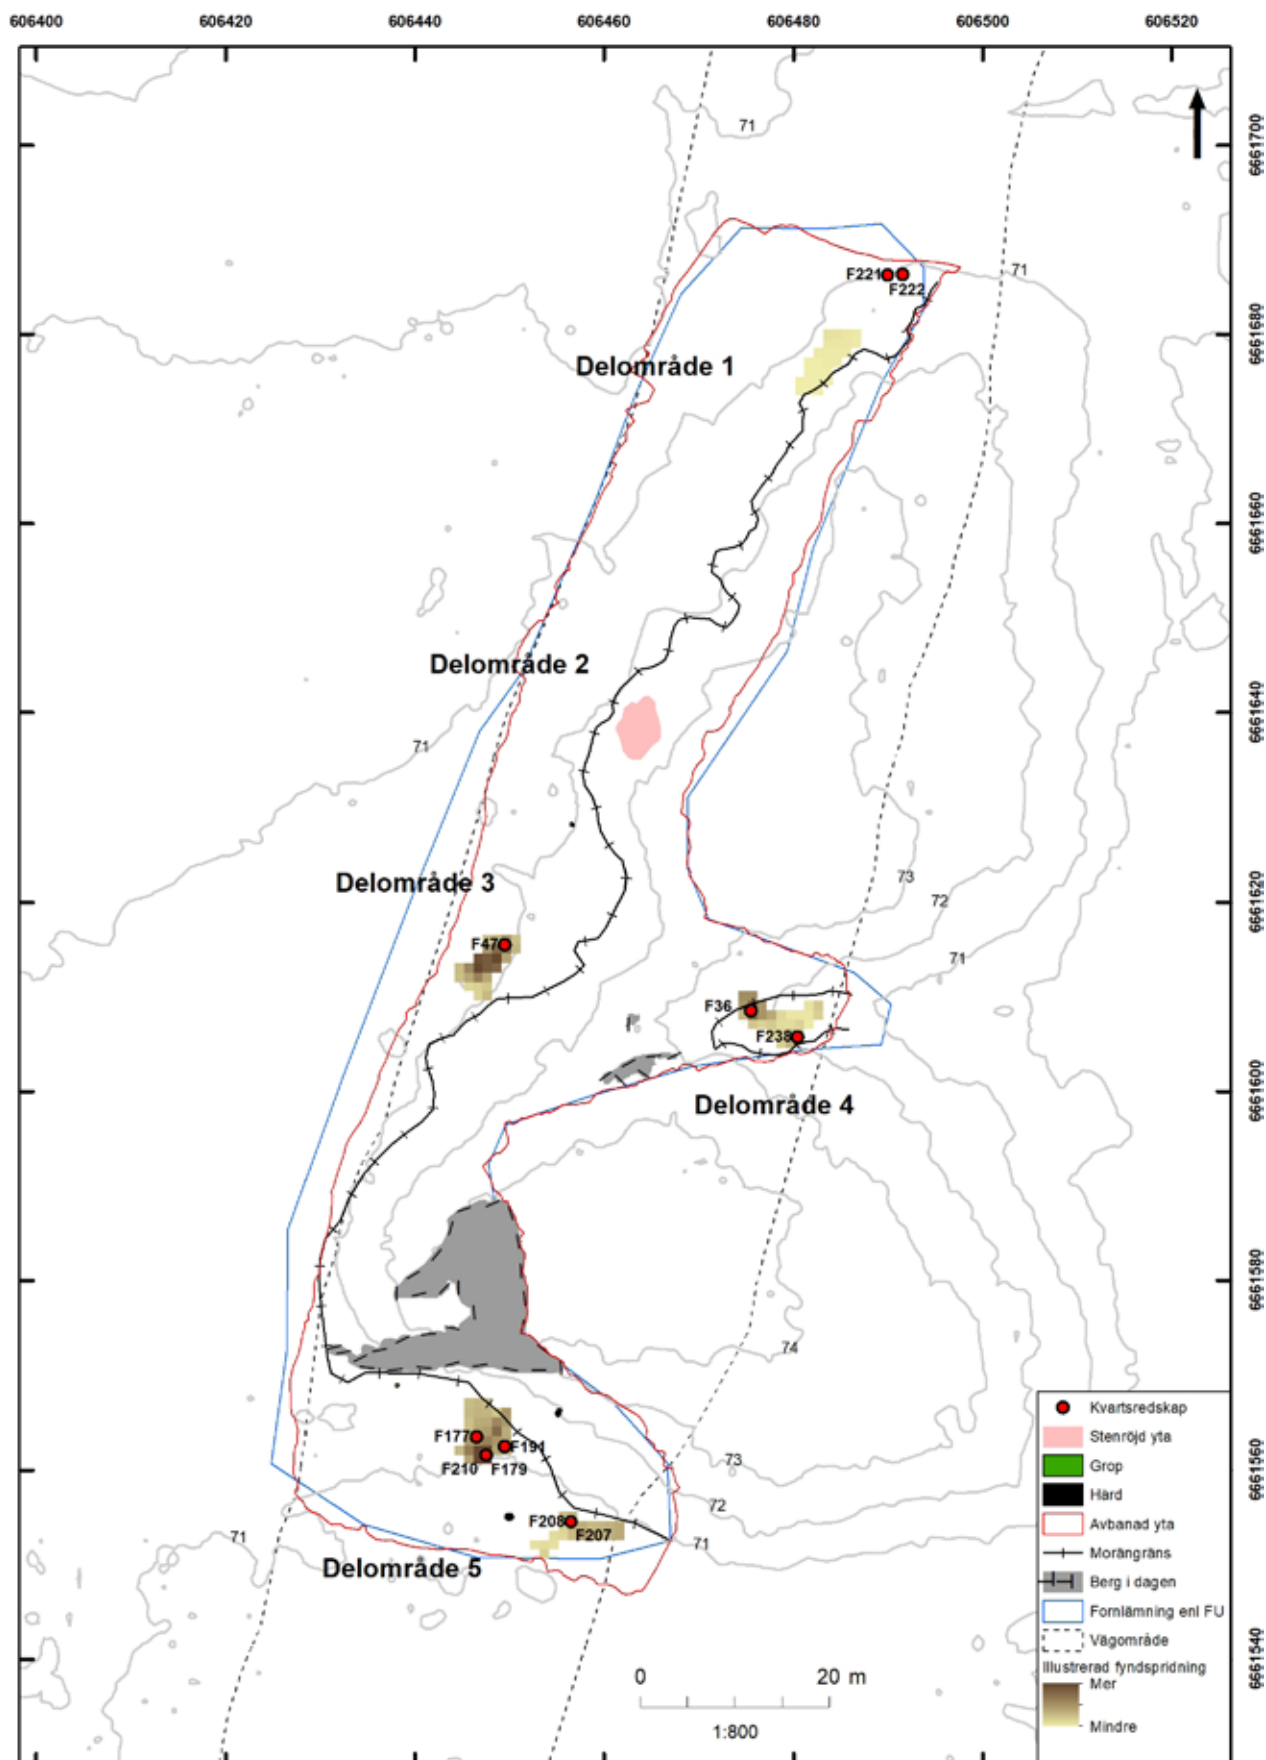 606400 606420 606440 606460 606480 606500 606520
71
6661700
F221
F222
71
6661680
Delområde 1
6661660
Delområde 2
71
6661640
Delområde 3
73
72
6661620
F47
71
F36
F238
6661600
Delområde 4
6661580
74
F177
F191
F210
F179
73
6661560
72
F208
F207
71
71
Delområde 5
6661540
Kvartsredskap
Stenröjd yta
Grop
Härd
Avbanad yta
Morängräns
Berg i dagen
Fornlämning enl FU
Vägområde
Illustrerad fyndspridning
Mer
Mindre
0 20 m
1:800